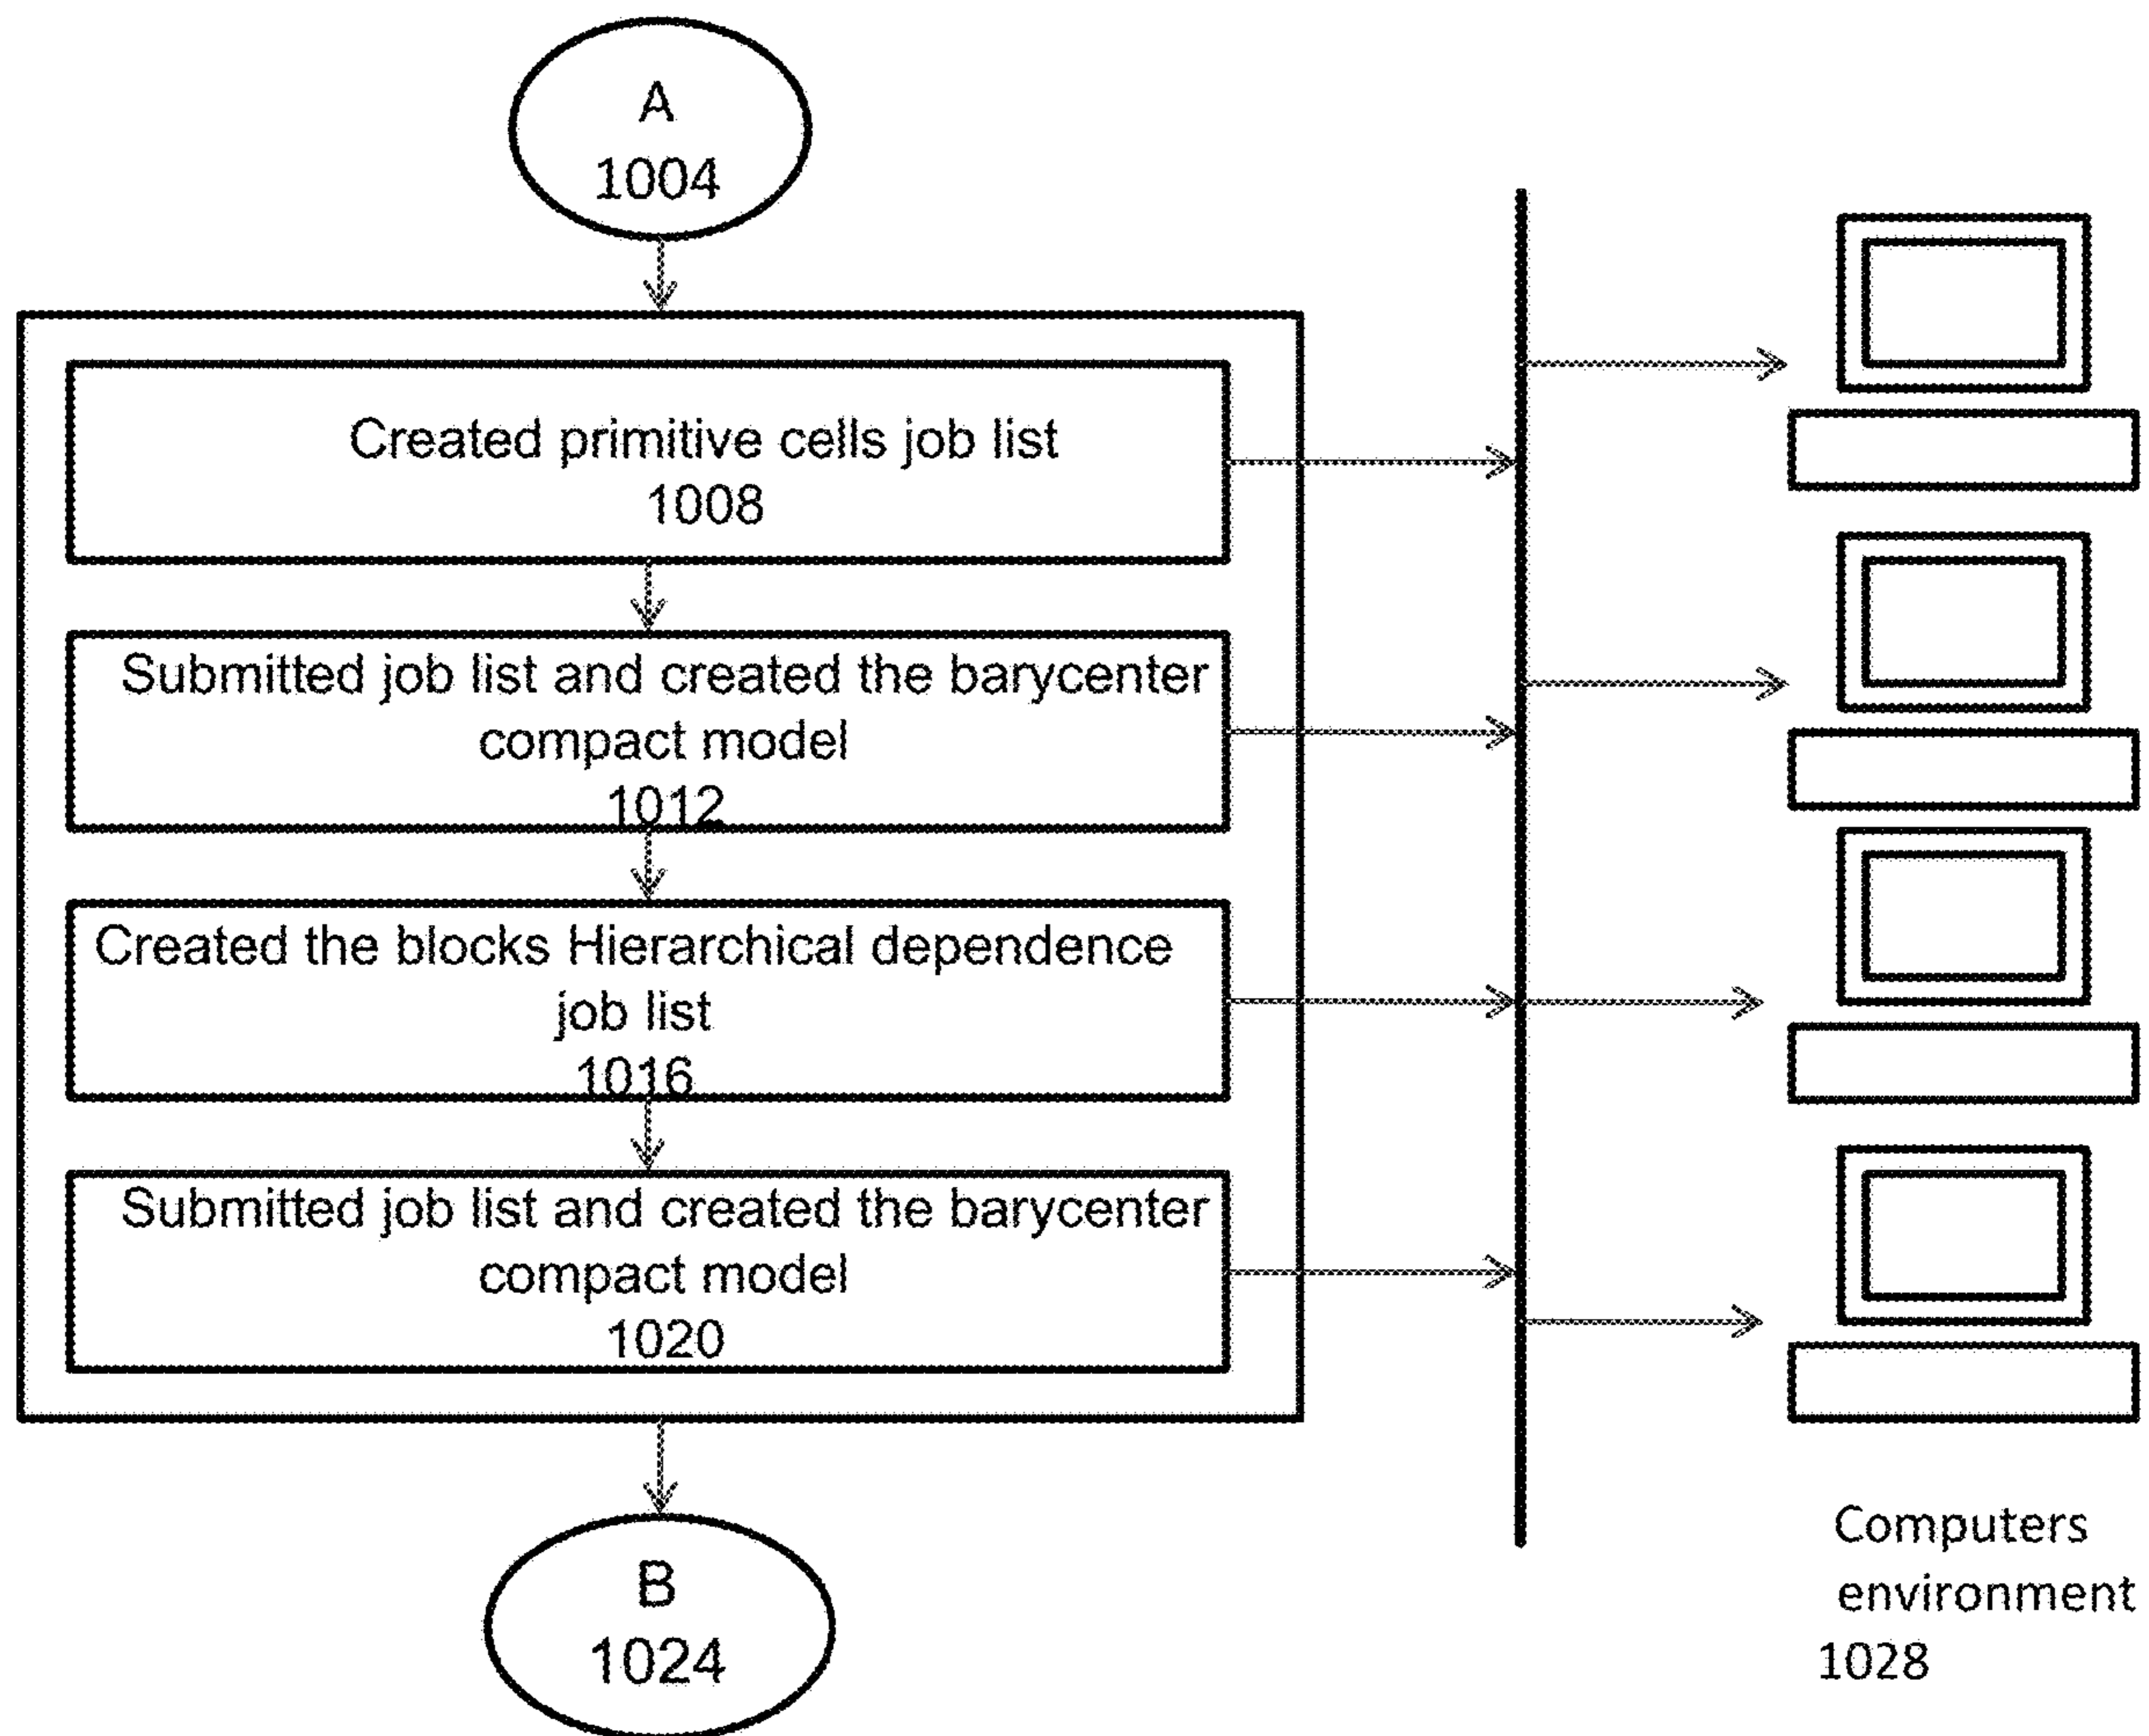 A
1004
Created primitive cells job list
1008
Submitted job list and created the barycenter
compact model
1012
Created the blocks Hierarchical dependence
job list
1016
Submitted job list and created the barycenter
compact model
1020
B
1024
Computers
environment
1028